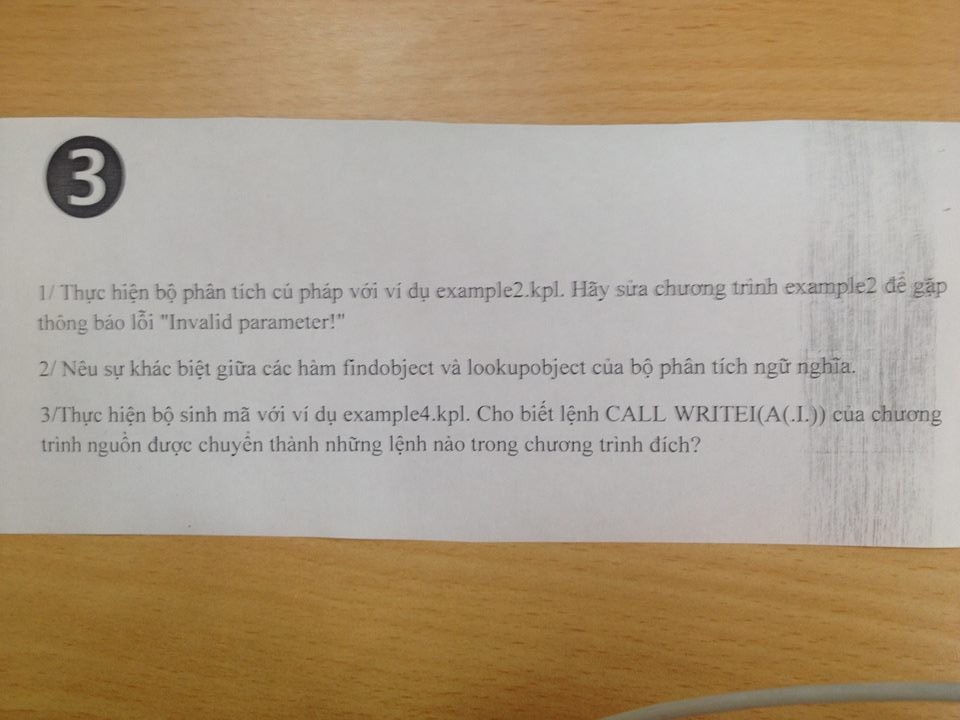 3
1/ Thực hiện bộ phân tích cú pháp với ví dụ example2.kpl. Hãy sửa chương trình example2 để gặp
thông báo lỗi "Invalid parameter!"
2/ Nêu sự khác biệt giữa các hàm findobject và lookupobject của bộ phân tích ngữ nghĩa.
3/Thực hiện bộ sinh mã với ví dụ example4.kpl. Cho biết lệnh CALL WRITEI(A(.I.)) của chương
trình nguồn được chuyển thành những lệnh nào trong chương trình đích?